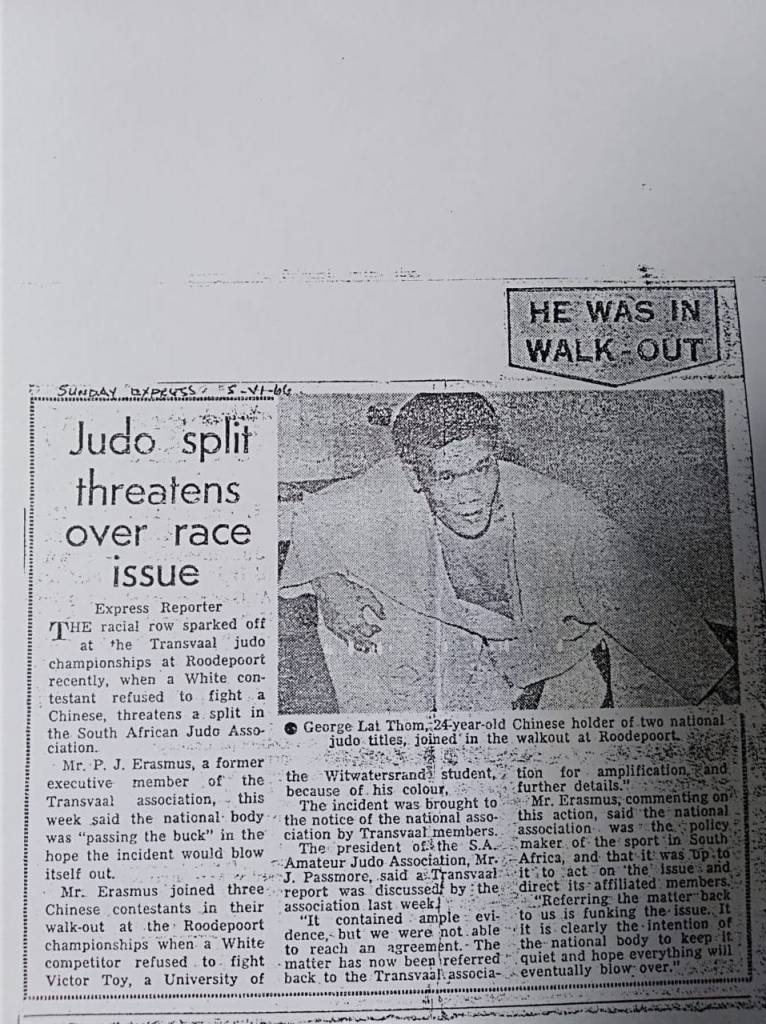 HE WAS IN
WALK-OUT
SUNDAY EXPRESS 5-VI-66
Judo split
threatens
over race
issue
Express Reporter
THE racial row sparked off
at the Transvaal judo
championships at Roodepoort
recently, when a White con-
testant refused to fight a
Chinese, threatens a split in
the South African Judo Asso-
ciation.
Mr. P. J. Erasmus, a former
executive member of the
Transvaal association, this
week said the national body
was "passing the buck" in the
hope the incident would blow
itself out.
Mr. Erasmus joined three
Chinese contestants in their
walk-out at the Roodepoort
championships when a White
competitor refused to fight
Victor Toy, a University of
● George Lai Thom, 24-year-old Chinese holder of two national
judo titles, joined in the walkout at Roodepoort.
the Witwatersrand student,
because of his colour.
The incident was brought to
the notice of the national asso-
ciation by Transvaal members.
The president of the S.A.
Amateur Judo Association, Mr.
J. Passmore, said a Transvaal
report was discussed by the
association last week.
"It contained ample evi-
dence, but we were not able
to reach an agreement. The
matter has now been referred
back to the Transvaal associa-
tion for amplification and
further details."
Mr. Erasmus, commenting on
this action, said the national
association was the policy
maker of the sport in South
Africa, and that it was up to
it to act on the issue and
direct its affiliated members.
"Referring the matter back
to us is funking the issue. It
it is clearly the intention of
the national body to keep it
quiet and hope everything will
eventually blow over."